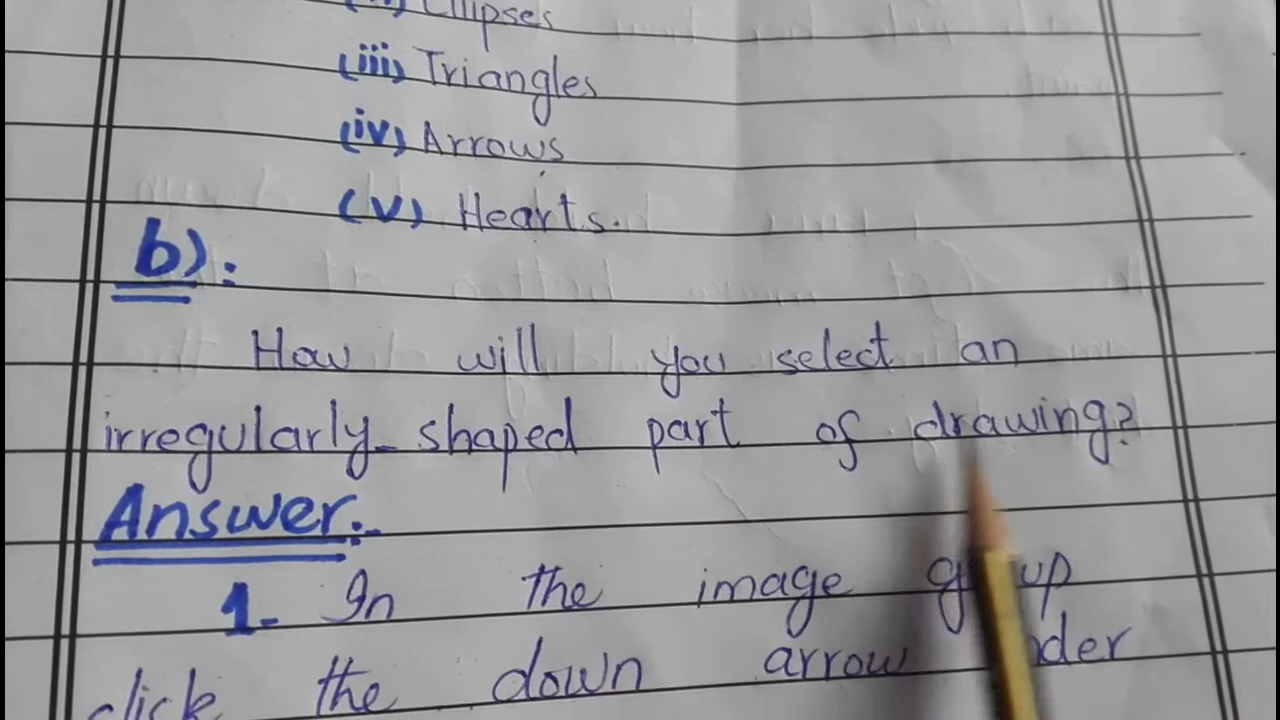 Ellipses
(iii) Triangles
(iv) Arrows
(v) Hearts.
b):
How will you select an
irregularly-shaped part of drawing?
Answer:-
1. In the image
click the down arrow